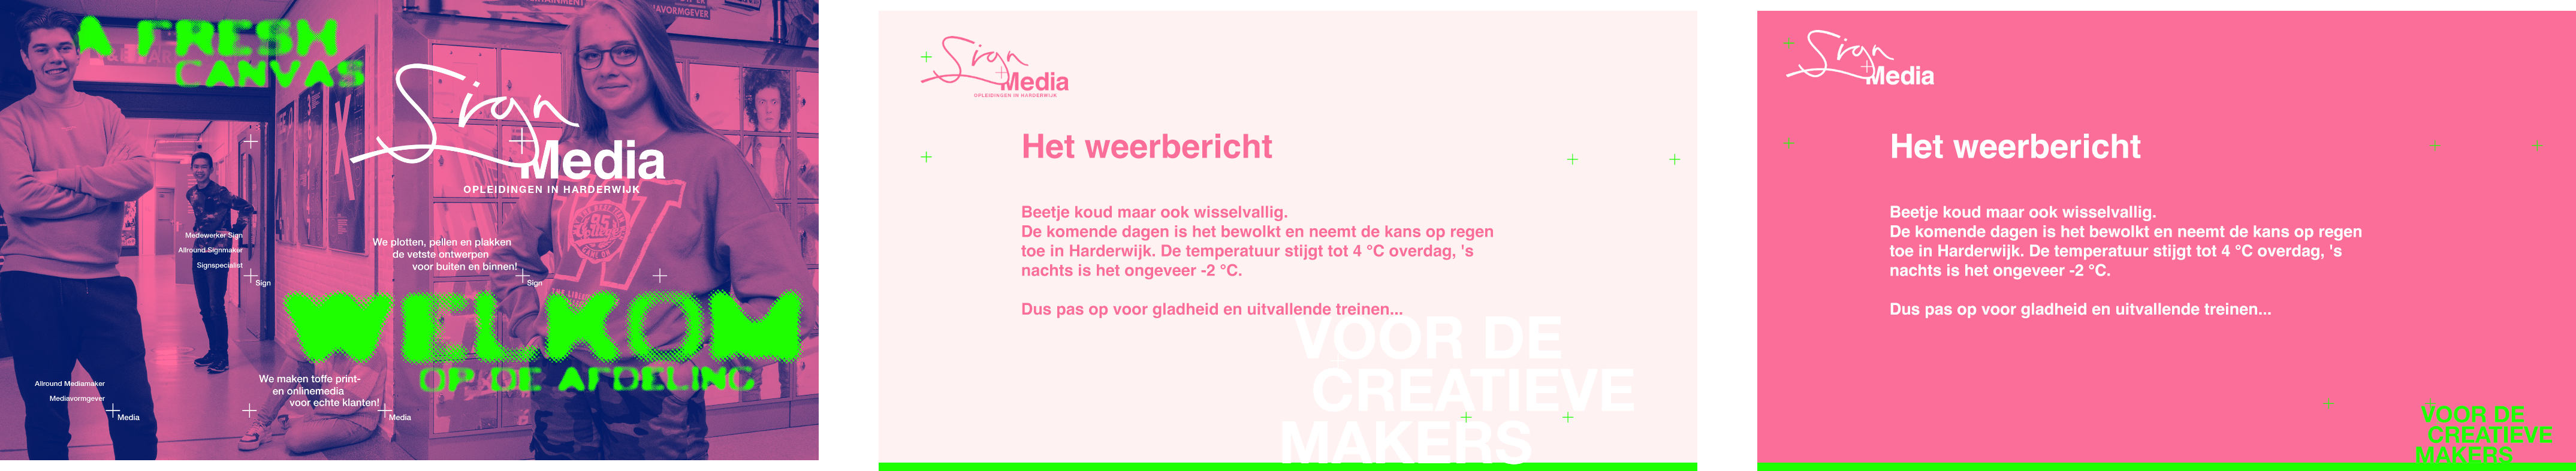 A FRESH
CANVAS
AVORMGEVER
Sign
Media
OPLEIDINGEN IN HARDERWIJK
Medewerker Sign
Allround Signmaker
Signspecialist
Sign
We plotten, pellen en plakken
de vetste ontwerpen
voor buiten en binnen!
Sign
95
WELKOM
OP DE AFDELING
Allround Mediamaker
Mediavormgever
Media
We maken toffe print-
en onlinemedia
voor echte klanten!
Media
Sign
Media
OPLEIDINGEN IN HARDERWIJK
Het weerbericht
Beetje koud maar ook wisselvallig.
De komende dagen is het bewolkt en neemt de kans op regen
toe in Harderwijk. De temperatuur stijgt tot 4 °C overdag, 's
nachts is het ongeveer -2 °C.
Dus pas op voor gladheid en uitvallende treinen...
VOOR DE
CREATIEVE
MAKERS
Sign
Media
Het weerbericht
Beetje koud maar ook wisselvallig.
De komende dagen is het bewolkt en neemt de kans op regen
toe in Harderwijk. De temperatuur stijgt tot 4 °C overdag, 's
nachts is het ongeveer -2 °C.
Dus pas op voor gladheid en uitvallende treinen...
VOOR DE
CREATIEVE
MAKERS